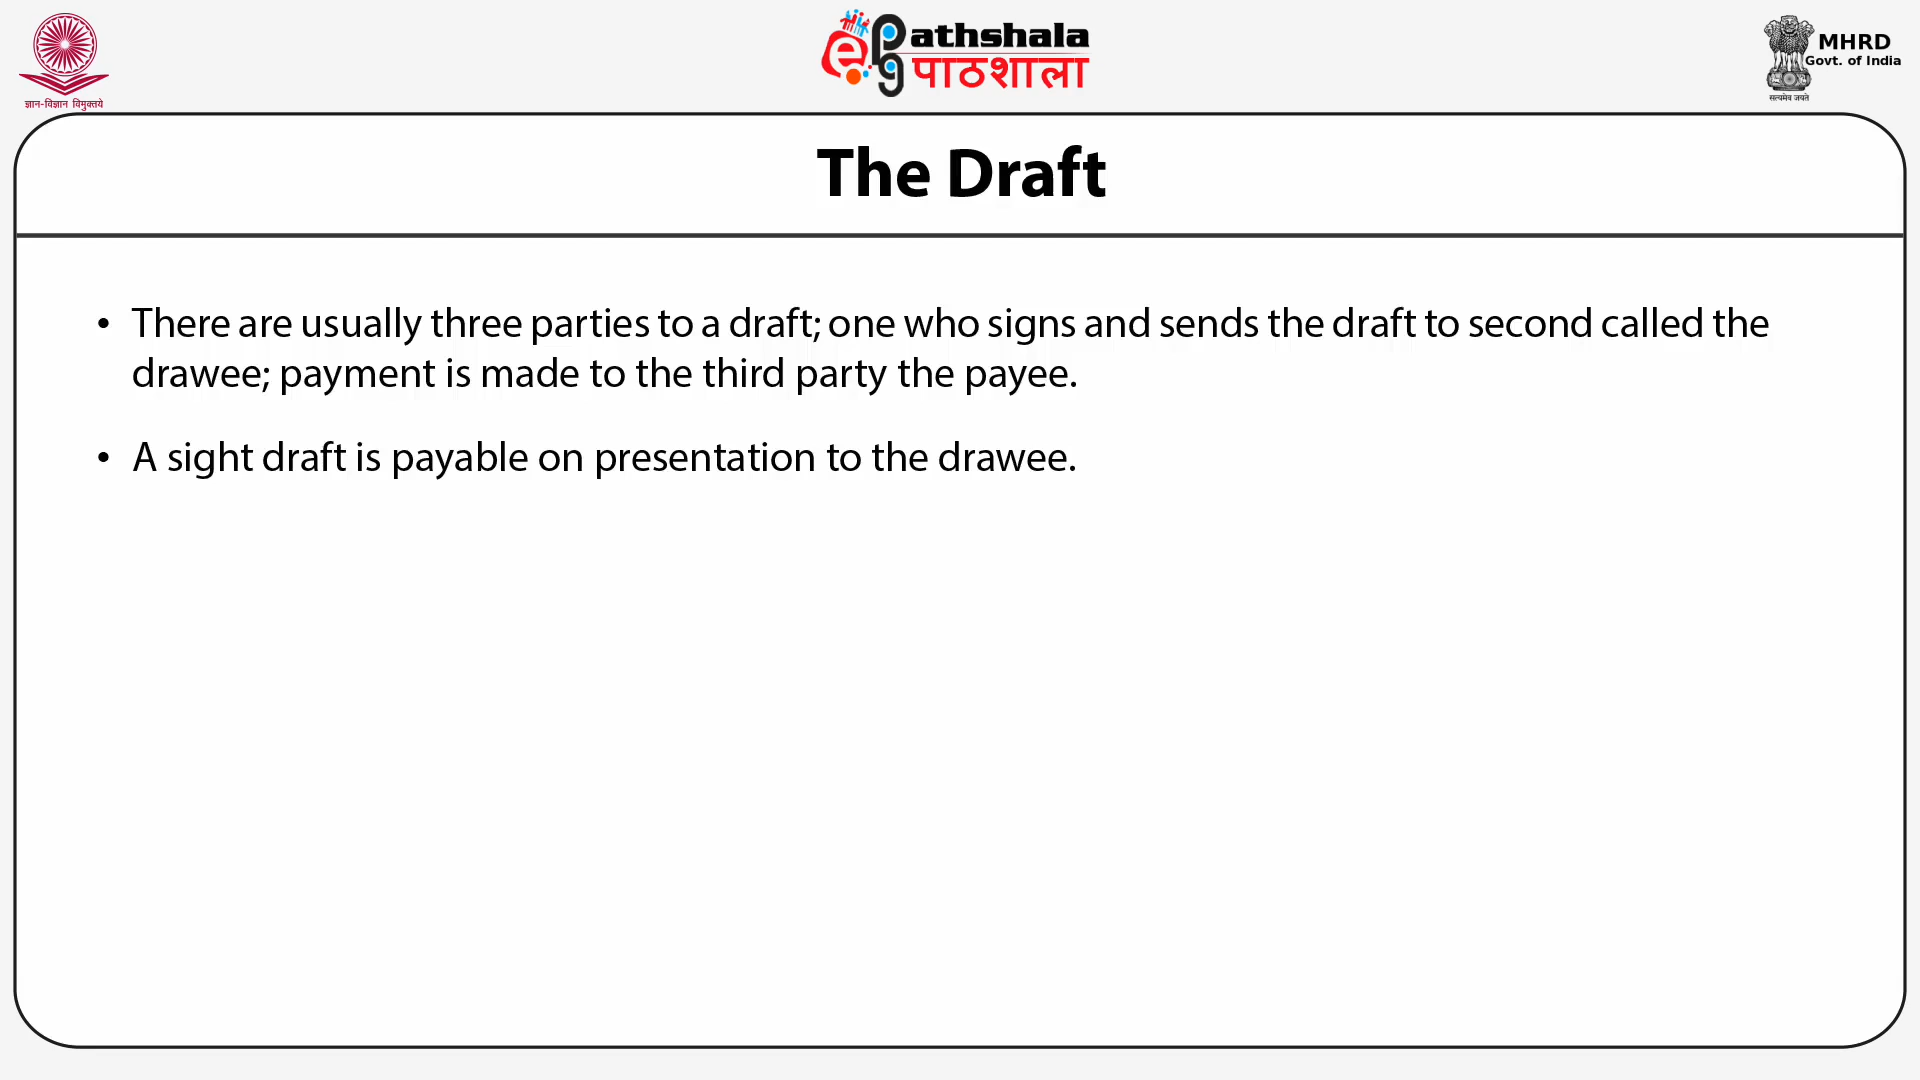 ज्ञान-विज्ञान विमुक्तये
e pg athshala
पाठशाला
MHRD
Govt. of India
सत्यमेव जयते
The Draft
• There are usually three parties to a draft; one who signs and sends the draft to second called the
drawee; payment is made to the third party the payee.
• A sight draft is payable on presentation to the drawee.